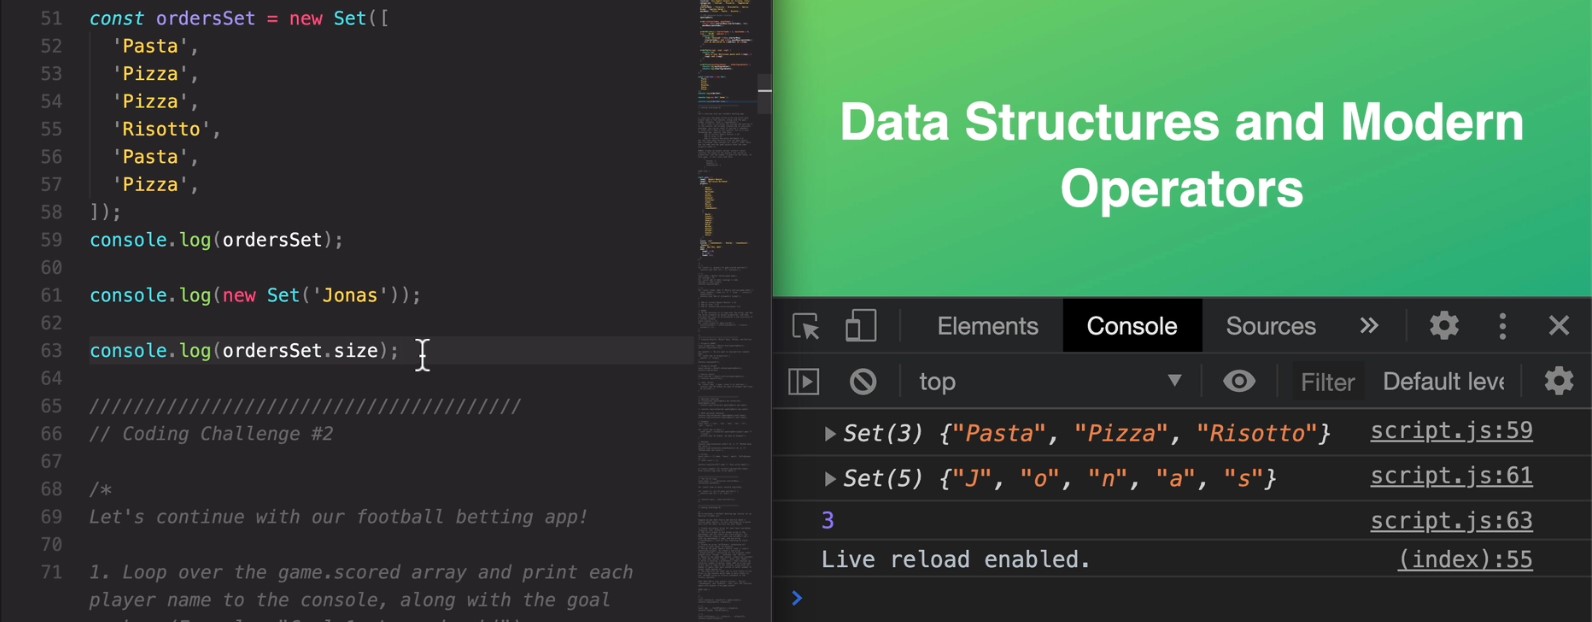 51 const ordersSet = new Set([
52 'Pasta',
53 'Pizza',
54 'Pizza',
55 'Risotto',
56 'Pasta',
57 'Pizza',
58 ]);
59 console.log(ordersSet);
60
61 console.log(new Set('Jonas'));
62
63 console.log(ordersSet.size);
64
65 ///////////////////////////////////////
66 // Coding Challenge #2
67
68 /*
69 Let's continue with our football betting app!
70
71 1. Loop over the game.scored array and print each
player name to the console, along with the goal
Data Structures and Modern
Operators
Elements Console Sources »
top ▼ Filter Default leve
▶ Set(3) {"Pasta", "Pizza", "Risotto"} script.js:59
▶ Set(5) {"J", "o", "n", "a", "s"} script.js:61
3 script.js:63
Live reload enabled. (index):55
>